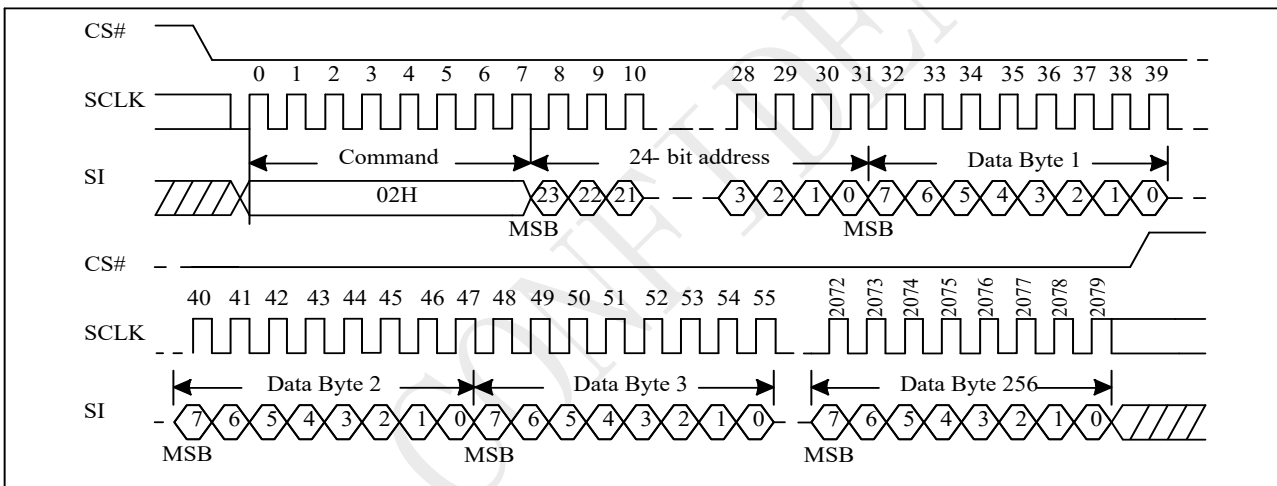 CS#
0 1 2 3 4 5 6 7 8 9 10 28 29 30 31 32 33 34 35 36 37 38 39
SCLK
Command 24- bit address Data Byte 1
SI
02H 23 22 21 3 2 1 0 7 6 5 4 3 2 1 0
MSB MSB
CS#
40 41 42 43 44 45 46 47 48 49 50 51 52 53 54 55 2072 2073 2074 2075 2076 2077 2078 2079
SCLK
Data Byte 2 Data Byte 3 Data Byte 256
SI
7 6 5 4 3 2 1 0 7 6 5 4 3 2 1 0 7 6 5 4 3 2 1 0
MSB MSB MSB